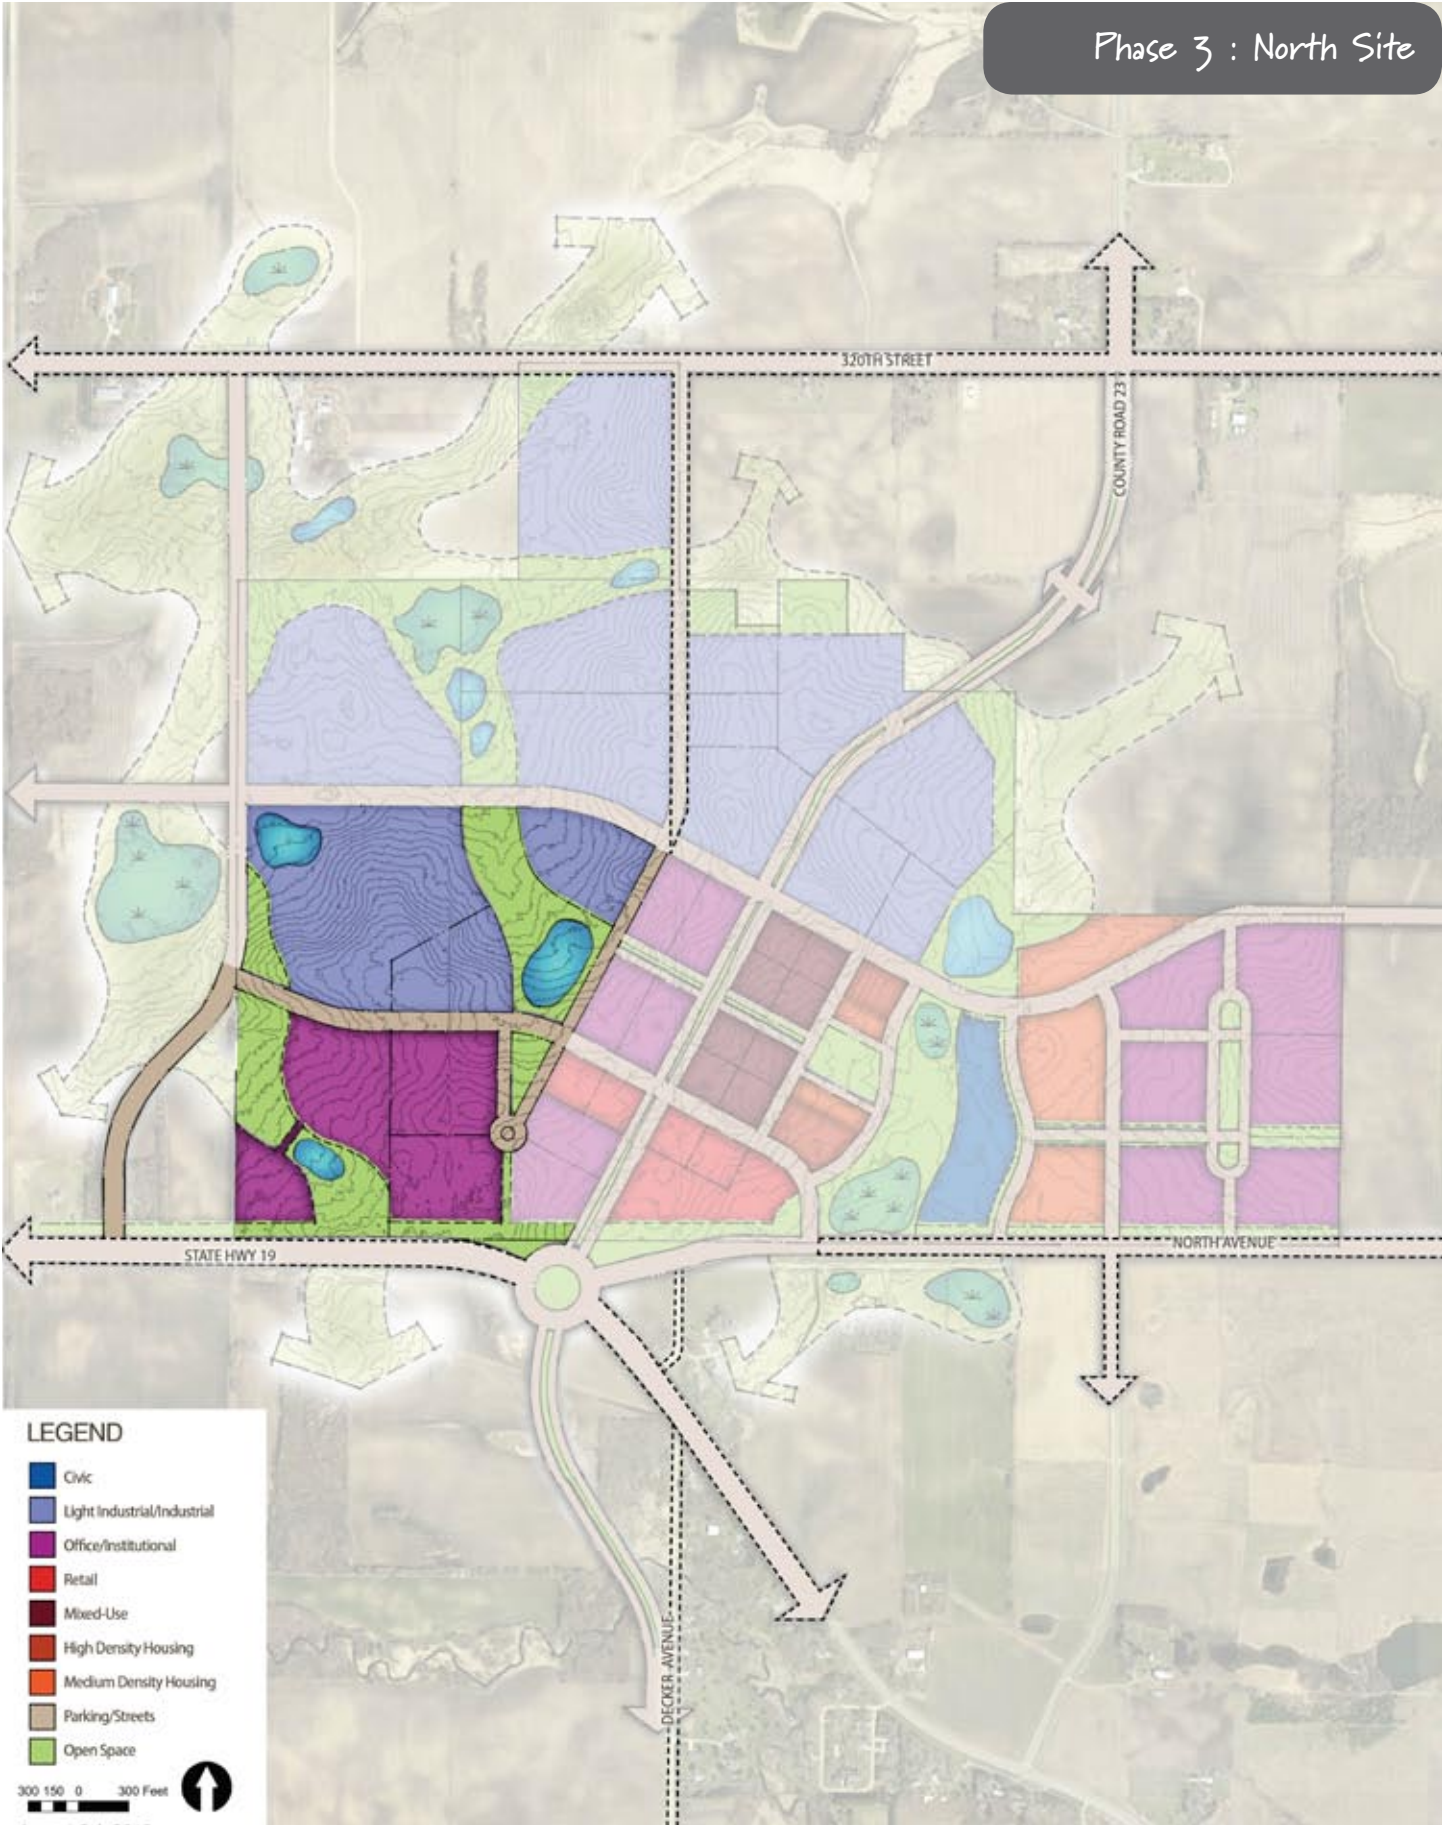 Phase 3 : North Site
320TH STREET
COUNTY ROAD 23
STATE HWY 19
NORTH AVENUE
DECKER AVENUE
LEGEND
Civic
Light Industrial/Industrial
Office/Institutional
Retail
Mixed-Use
High Density Housing
Medium Density Housing
Parking/Streets
Open Space
300 150 0 300 Feet